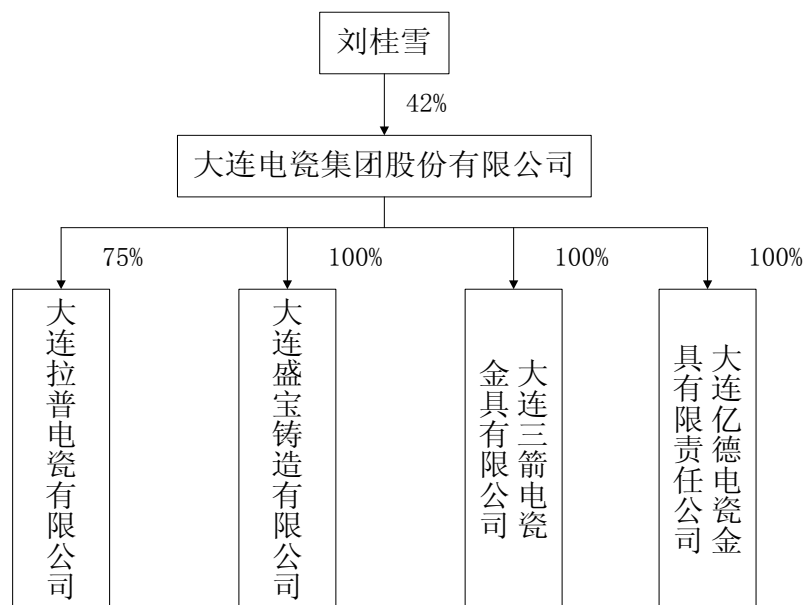 刘桂雪
42%
大连电瓷集团股份有限公司
75%
100%
100%
100%
大连拉普电瓷有限公司
大连盛宝铸造有限公司
大连三箭电瓷
金具有限公司
大连亿德电瓷金
具有限责任公司